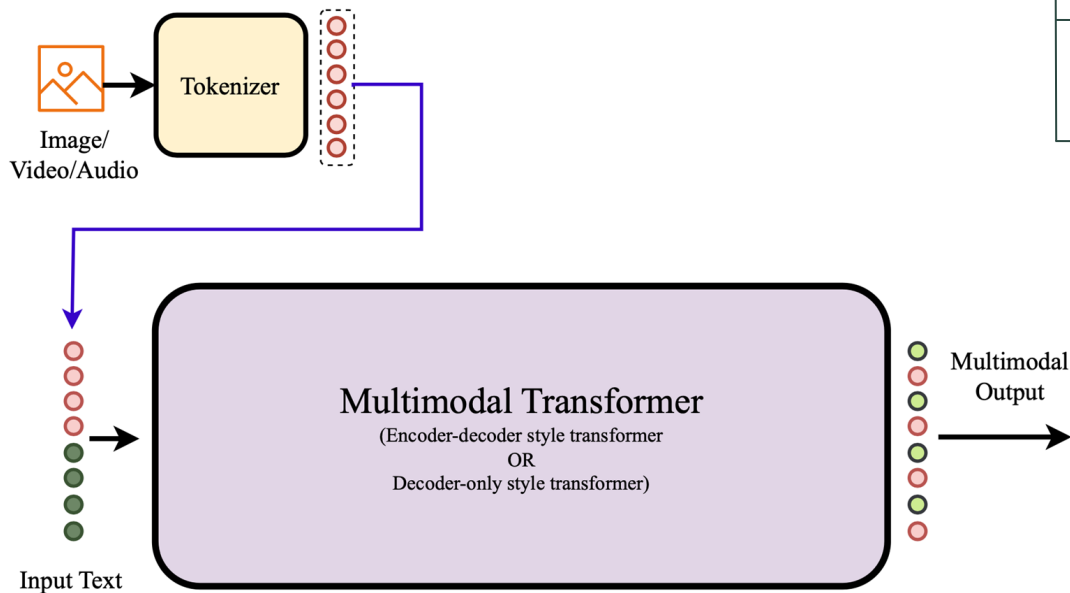 Tokenizer
Image/
Video/Audio
Multimodal Transformer
(Encoder-decoder style transformer
OR
Decoder-only style transformer)
Multimodal
Output
Input Text